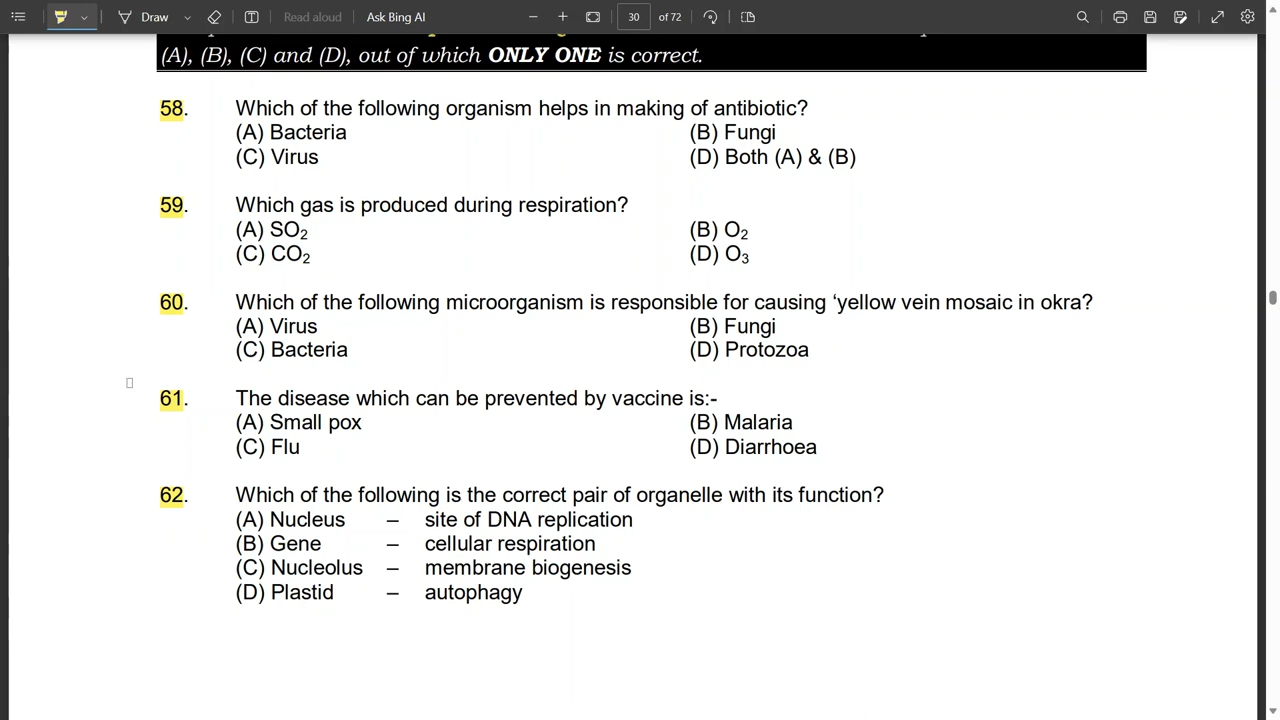 Draw
Read aloud
Ask Bing AI
30 of 72
(A), (B), (C) and (D), out of which ONLY ONE is correct.
58. Which of the following organism helps in making of antibiotic?
(A) Bacteria (B) Fungi
(C) Virus (D) Both (A) & (B)
59. Which gas is produced during respiration?
(A) SO₂ (B) O₂
(C) CO₂ (D) O₃
60. Which of the following microorganism is responsible for causing ‘yellow vein mosaic in okra?
(A) Virus (B) Fungi
(C) Bacteria (D) Protozoa
61. The disease which can be prevented by vaccine is:-
(A) Small pox (B) Malaria
(C) Flu (D) Diarrhoea
62. Which of the following is the correct pair of organelle with its function?
(A) Nucleus – site of DNA replication
(B) Gene – cellular respiration
(C) Nucleolus – membrane biogenesis
(D) Plastid – autophagy